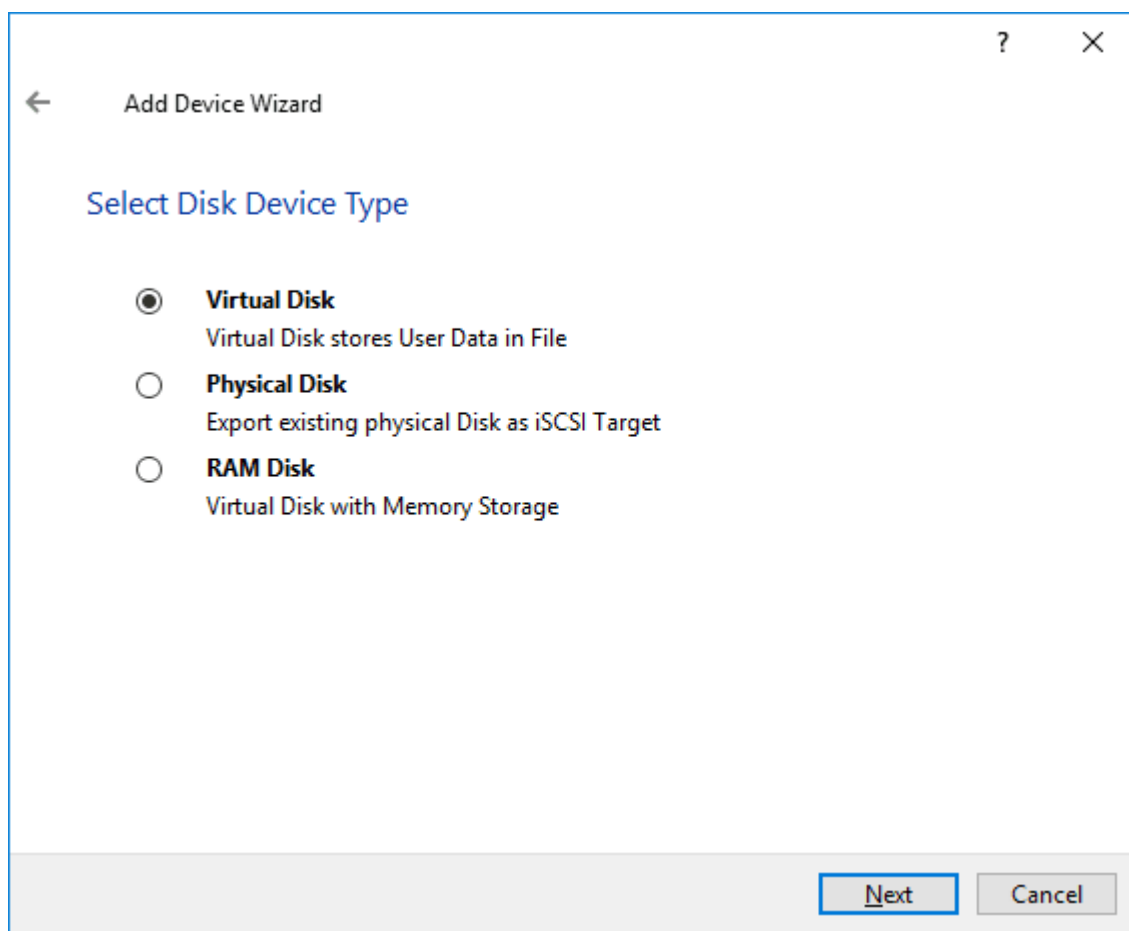 ?
Add Device Wizard
Select Disk Device Type
Virtual Disk
Virtual Disk stores User Data in File
Physical Disk
Export existing physical Disk as iSCSI Target
RAM Disk
Virtual Disk with Memory Storage
Next Cancel